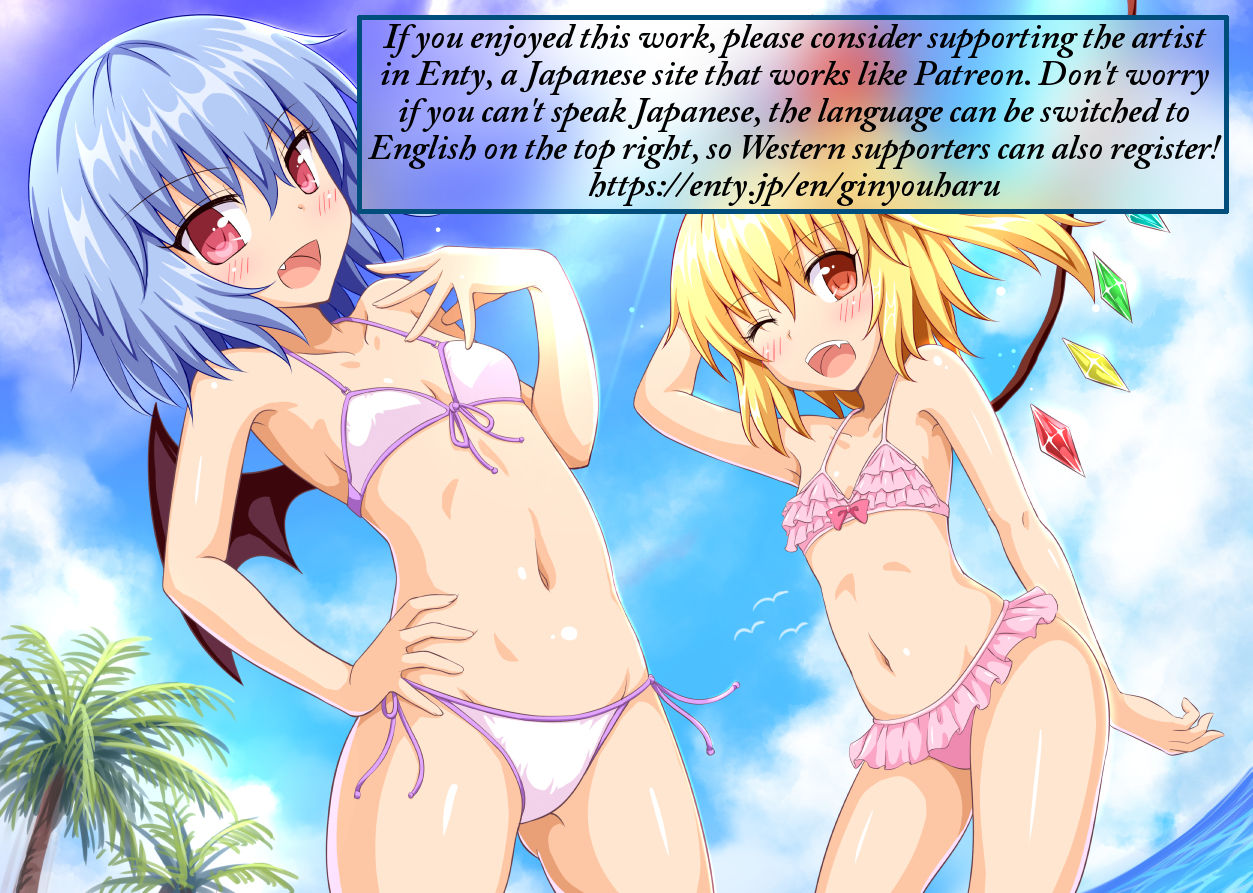 If you enjoyed this work, please consider supporting the artist
in Enty, a Japanese site that works like Patreon. Don't worry
if you can't speak Japanese, the language can be switched to
English on the top right, so Western supporters can also register!
https://enty.jp/en/ginyouharu